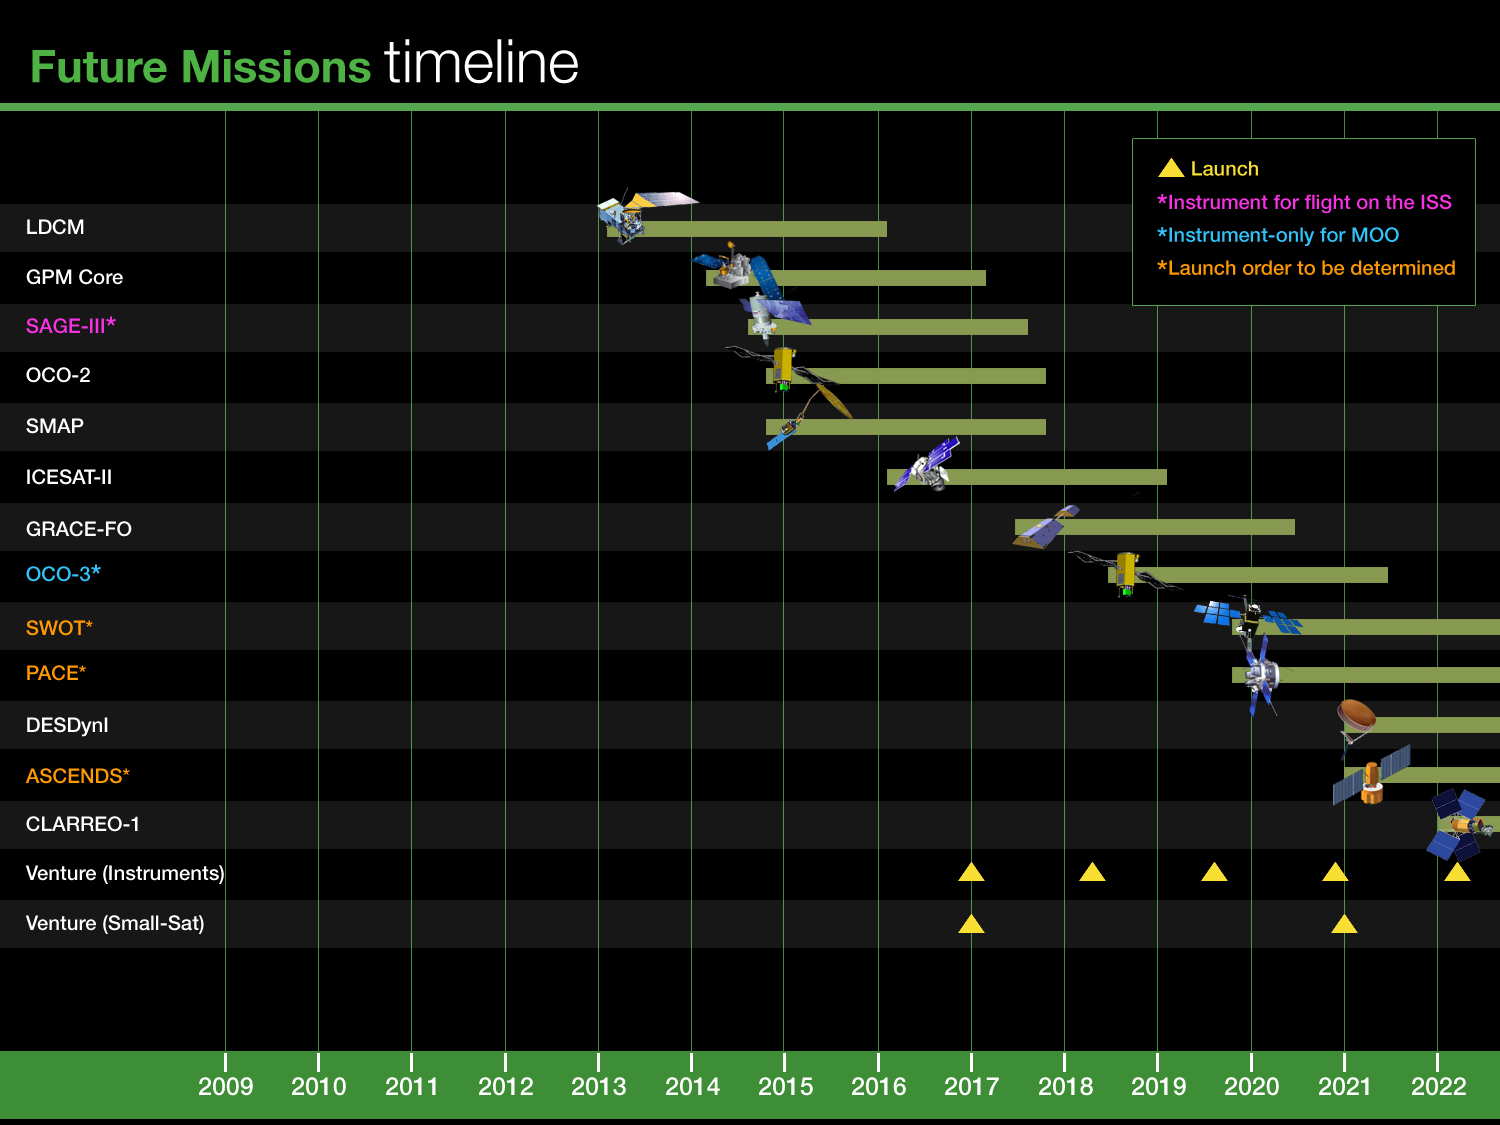 Future Missions timeline
Launch
*Instrument for flight on the ISS
*Instrument-only for MOO
*Launch order to be determined
LDCM
GPM Core
SAGE-III*
OCO-2
SMAP
ICESAT-II
GRACE-FO
OCO-3*
SWOT*
PACE*
DESDynI
ASCENDS*
CLARREO-1
Venture (Instruments)
Venture (Small-Sat)
2009 2010 2011 2012 2013 2014 2015 2016 2017 2018 2019 2020 2021 2022